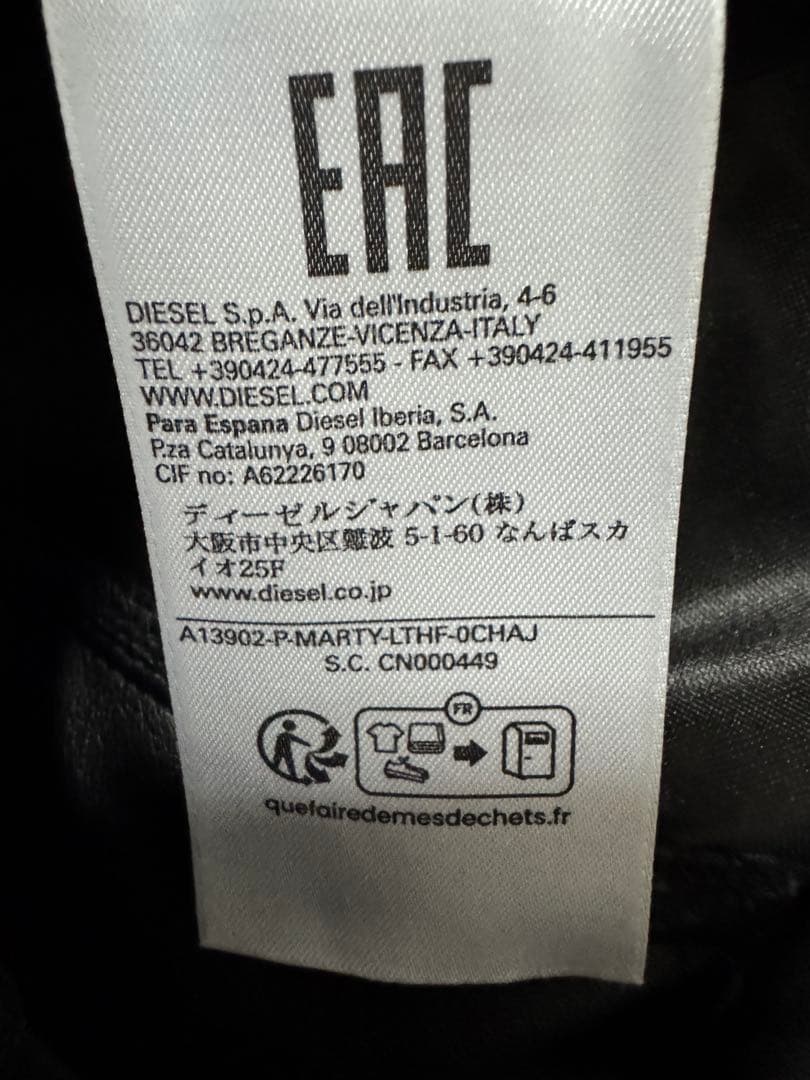 EAC
DIESEL S.p.A. Via dell'Industria, 4-6
36042 BREGANZE-VICENZA-ITALY
TEL +390424-477555 - FAX +390424-411955
WWW.DIESEL.COM
Para Espana Diesel Iberia, S.A.
P.za Catalunya, 9 08002 Barcelona
CIF no: A62226170
ディーゼルジャパン(株)
大阪市中央区難波 5-1-60 なんばスカ
イオ25F
www.diesel.co.jp
A13902-P-MARTY-LTHF-0CHAJ
S.C. CN000449
FR
quefairedemesdechets.fr